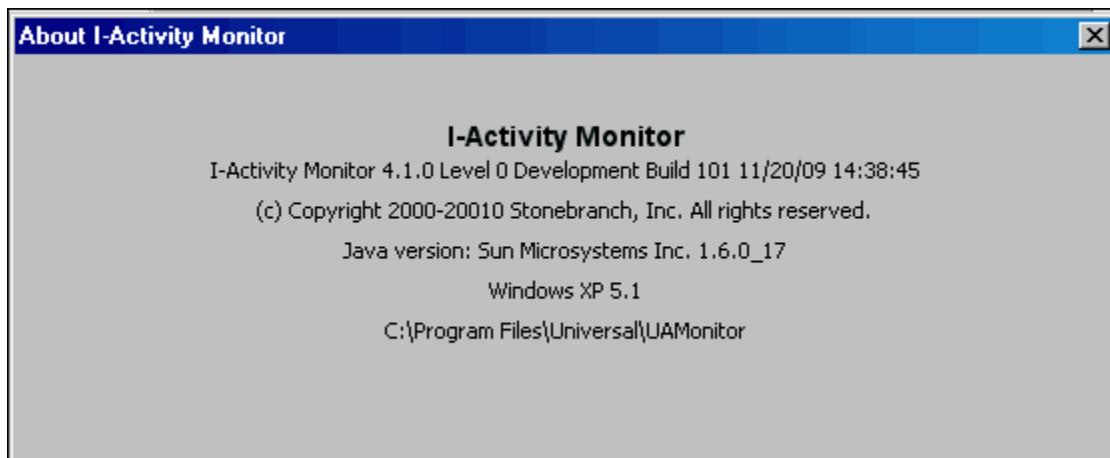 About I-Activity Monitor
I-Activity Monitor
I-Activity Monitor 4.1.0 Level 0 Development Build 101 11/20/09 14:38:45
(c) Copyright 2000-20010 Stonebranch, Inc. All rights reserved.
Java version: Sun Microsystems Inc. 1.6.0_17
Windows XP 5.1
C:\Program Files\Universal\UAMonitor